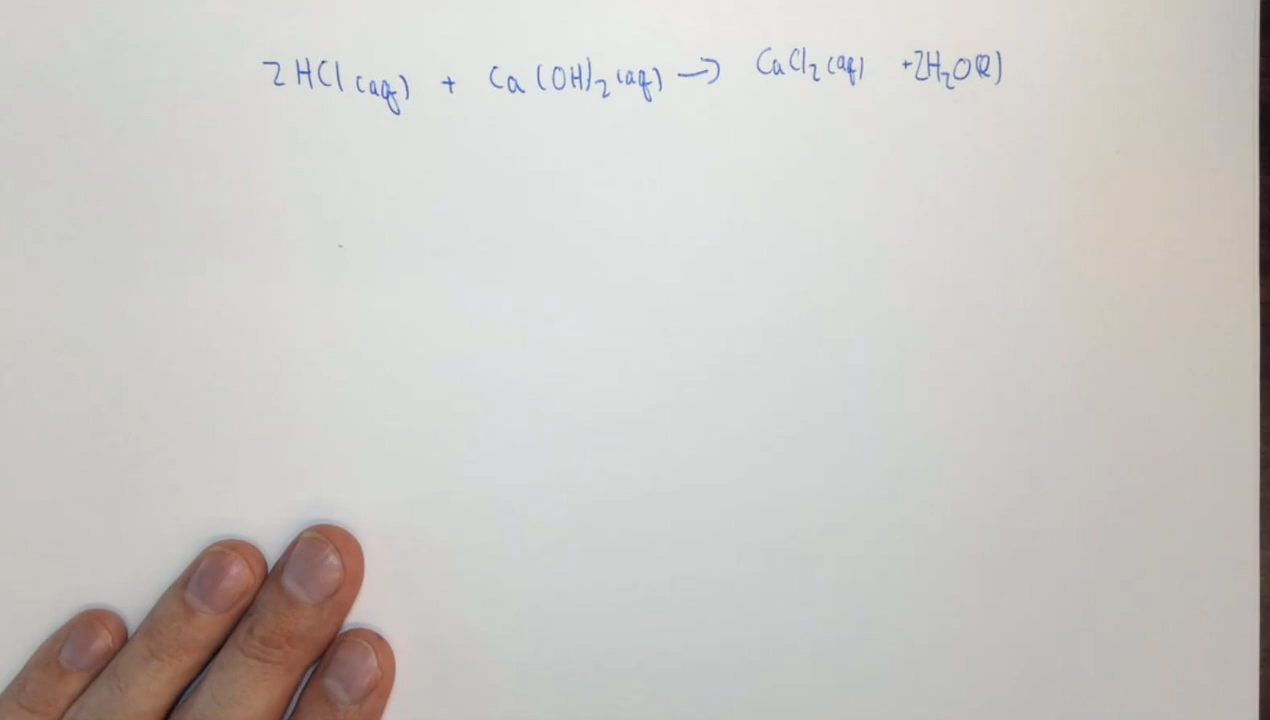 2HCl(aq) + Ca(OH)₂(aq) → CaCl₂(aq) + 2H₂O(l)